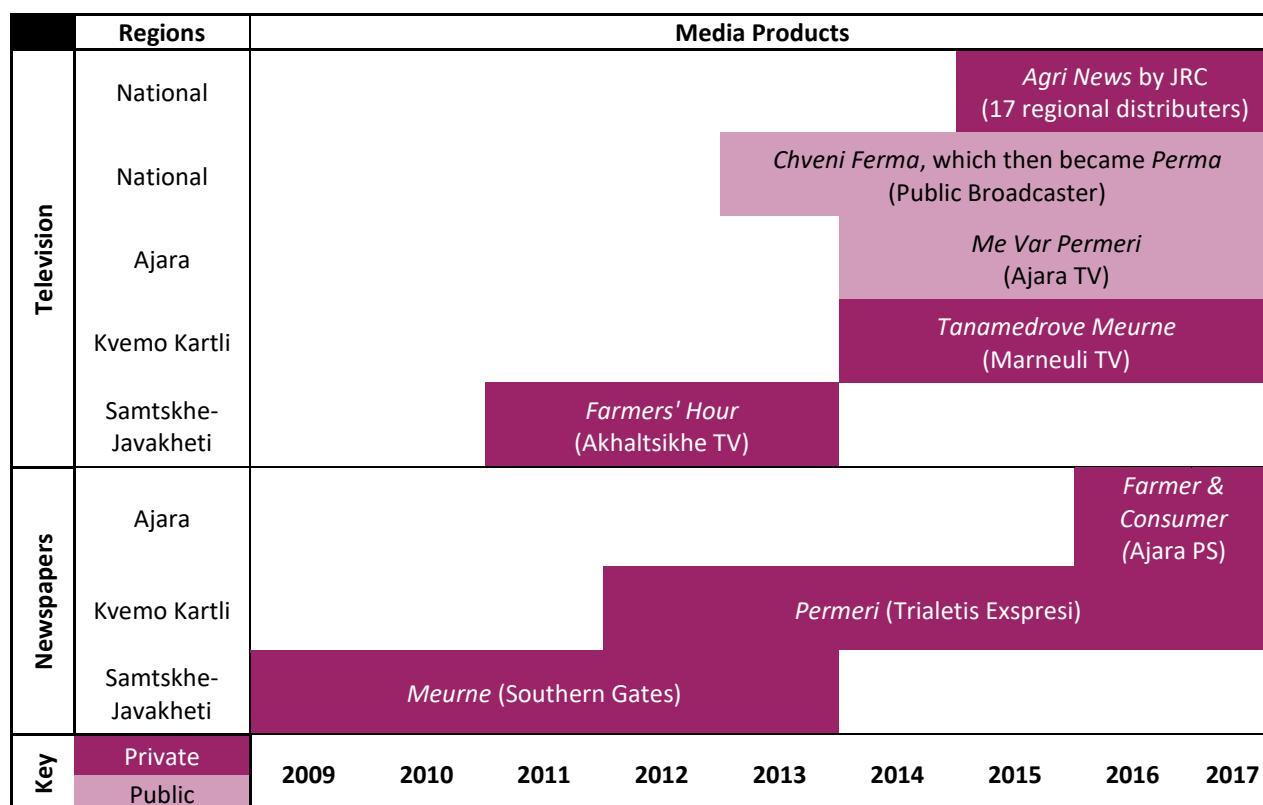 Regions
Media Products
Television
National
Agri News by JRC
(17 regional distributers)
National
Chveni Ferma, which then became Perma
(Public Broadcaster)
Ajara
Me Var Permeri
(Ajara TV)
Kvemo Kartli
Tanamedrove Meurne
(Marneuli TV)
Samtskhe-
Javakheti
Farmers' Hour
(Akhaltsikhe TV)
Newspapers
Ajara
Farmer &
Consumer
(Ajara PS)
Kvemo Kartli
Permeri (Trialetis Exspresi)
Samtskhe-
Javakheti
Meurne (Southern Gates)
Key
Private
Public
2009 2010 2011 2012 2013 2014 2015 2016 2017